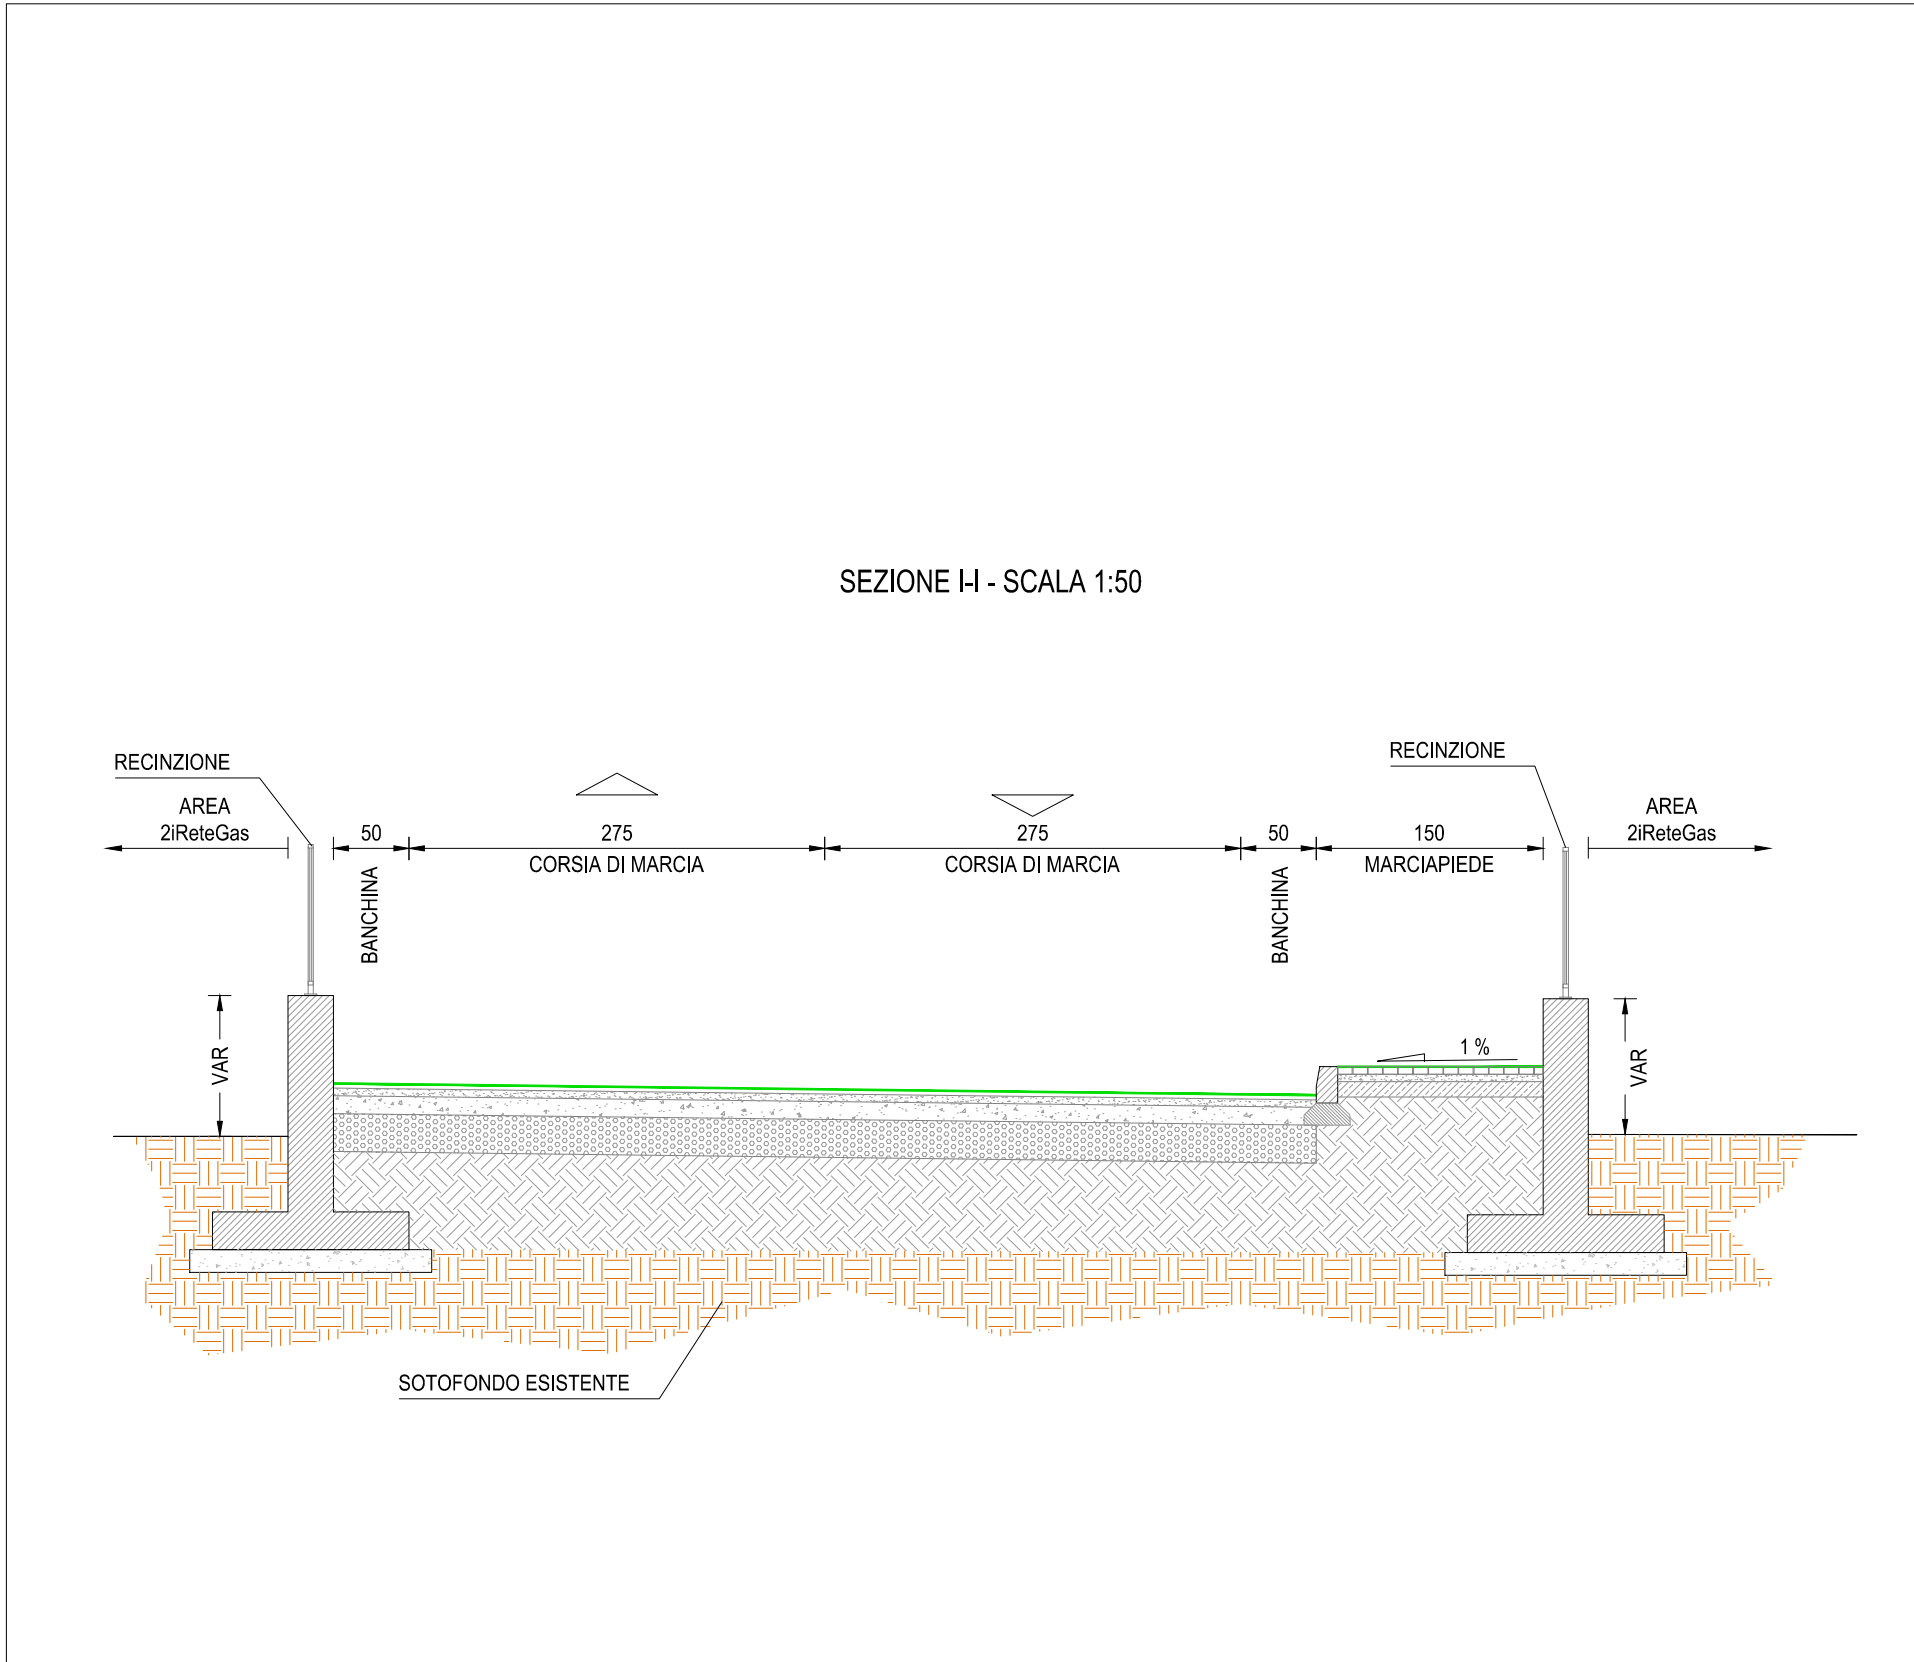 SEZIONE I-I - SCALA 1:50
RECINZIONE
RECINZIONE
AREA
2iReteGas
50
275
275
50
150
AREA
2iReteGas
BANCHINA
CORSIA DI MARCIA
CORSIA DI MARCIA
BANCHINA
MARCIAPIEDE
VAR
1 %
VAR
SOTOFONDO ESISTENTE